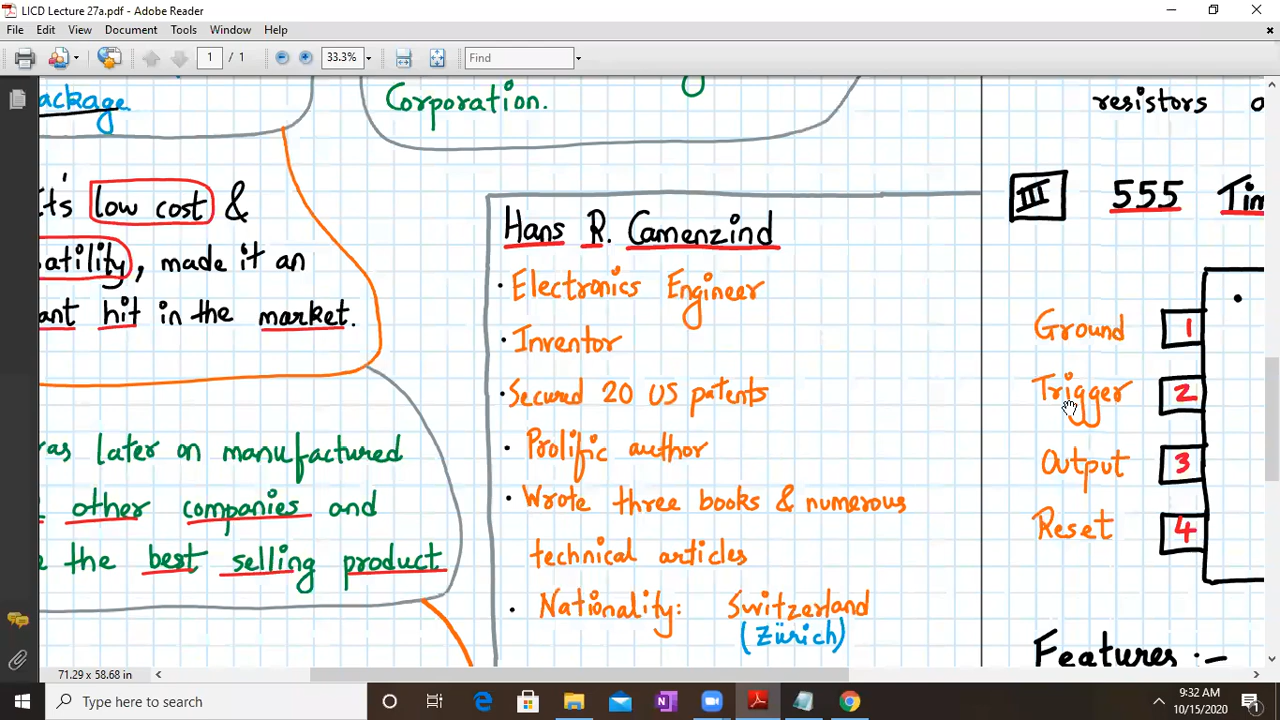 LICD Lecture 27a.pdf - Adobe Reader
File Edit View Document Tools Window Help
1 / 1 33.3% Find
ackage
Corporation.
resistors
low cost &
atility, made it an
ant hit in the market.
as later on manufactured
other companies and
the best selling product
Hans R. Camenzind
• Electronics Engineer
• Inventor
• Secured 20 US patents
• Prolific author
• Wrote three books & numerous
technical articles
• Nationality: Switzerland
(Zürich)
III 555 Tim
Ground 1
Trigger 2
Output 3
Reset 4
Features :-
71.29 x 58.68 in
Type here to search
9:32 AM
10/15/2020